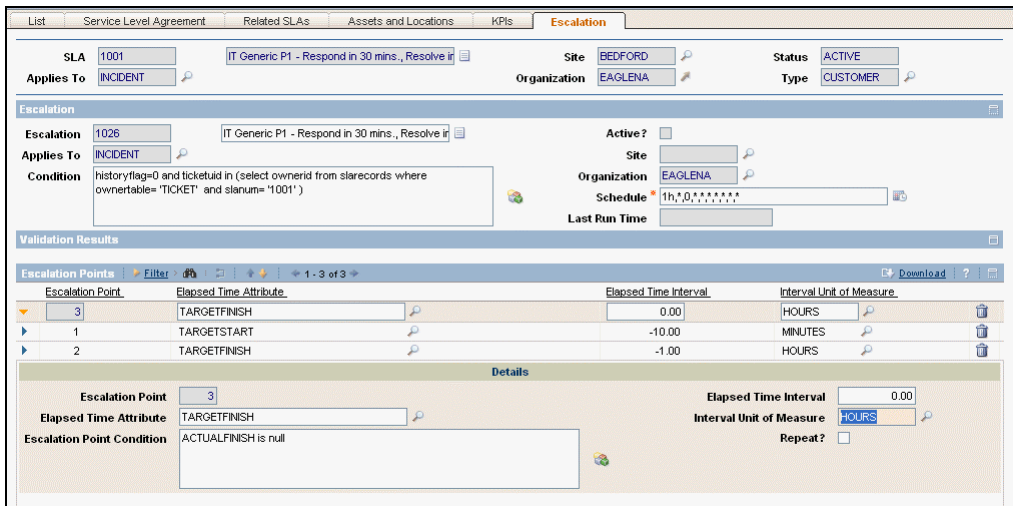 List Service Level Agreement Related SLAs Assets and Locations KPIs Escalation
SLA 1001 IT Generic P1 - Respond in 30 mins., Resolve ir Site BEDFORD Status ACTIVE
Applies To INCIDENT Organization EAGLENA Type CUSTOMER
Escalation
Escalation 1026 IT Generic P1 - Respond in 30 mins., Resolve ir Active?
Applies To INCIDENT Site
Condition historyflag=0 and ticketuid in (select ownerid from slarecords where Organization EAGLENA
ownertable= 'TICKET' and slanum= '1001' )
Schedule * 1h,*,0,*,*,*,*,*,*,*
Last Run Time
Validation Results
Escalation Points Filter 1 - 3 of 3 Download ?
Escalation Point Elapsed Time Attribute Elapsed Time Interval Interval Unit of Measure
3 TARGETFINISH 0.00 HOURS
1 TARGETSTART -10.00 MINUTES
2 TARGETFINISH -1.00 HOURS
Details
Escalation Point 3 Elapsed Time Interval 0.00
Elapsed Time Attribute TARGETFINISH Interval Unit of Measure HOURS
Escalation Point Condition ACTUALFINISH is null Repeat?